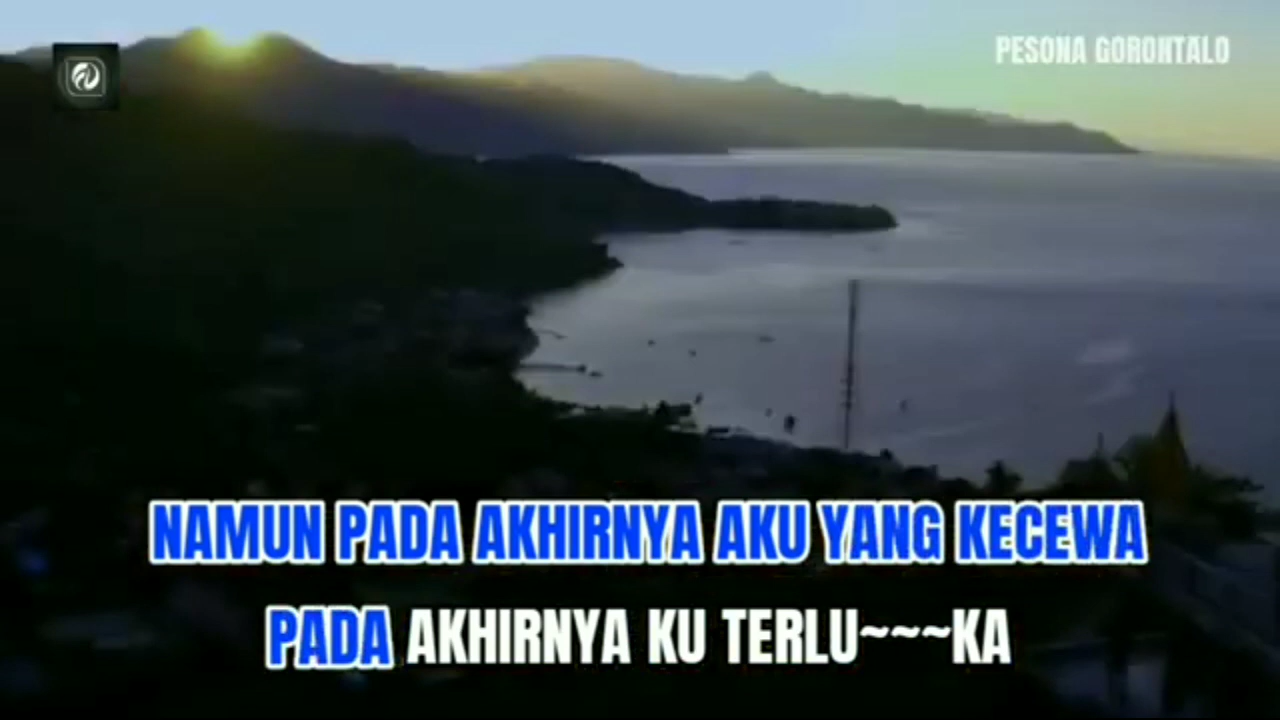 PESONA GORONTALO
NAMUN PADA AKHIRNYA AKU YANG KECEWA
PADA AKHIRNYA KU TERLU~~~KA